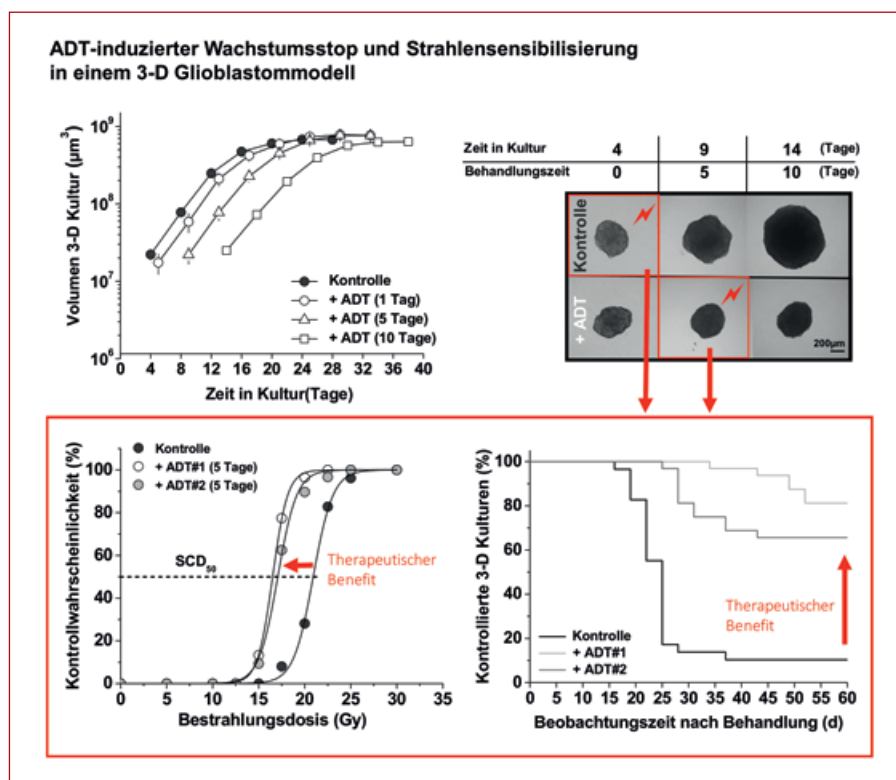 ADT-induzierter Wachstumsstop und Strahlensensibilisierung
in einem 3-D Glioblastommodell
Volumen 3-D Kultur (µm³)
10⁹
10⁸
10⁷
10⁶
Kontrolle
+ ADT (1 Tag)
+ ADT (5 Tage)
+ ADT (10 Tage)
0 4 8 12 16 20 24 28 32 36 40
Zeit in Kultur(Tage)
Zeit in Kultur 4 9 14 (Tage)
Behandlungszeit 0 5 10 (Tage)
Kontrolle
+ ADT
200µm
Kontrollwahrscheinlichkeit (%)
100
80
60
40
20
0
Kontrolle
+ ADT#1 (5 Tage)
+ ADT#2 (5 Tage)
SCD₅₀
Therapeutischer
Benefit
0 5 10 15 20 25 30 35
Bestrahlungsdosis (Gy)
Kontrollierte 3-D Kulturen (%)
100
80
60
40
20
0
Therapeutischer
Benefit
Kontrolle
+ ADT#1
+ ADT#2
0 5 10 15 20 25 30 35 40 45 50 55 60
Beobachtungszeit nach Behandlung (d)